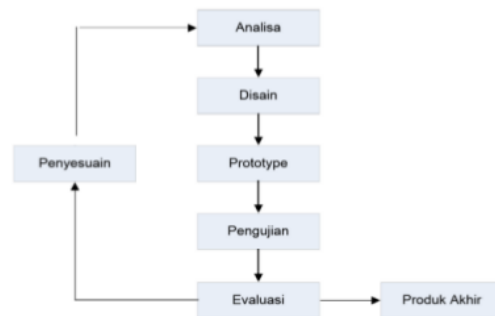 Analisa
Disain
Penyesuain
Prototype
Pengujian
Evaluasi
Produk Akhir